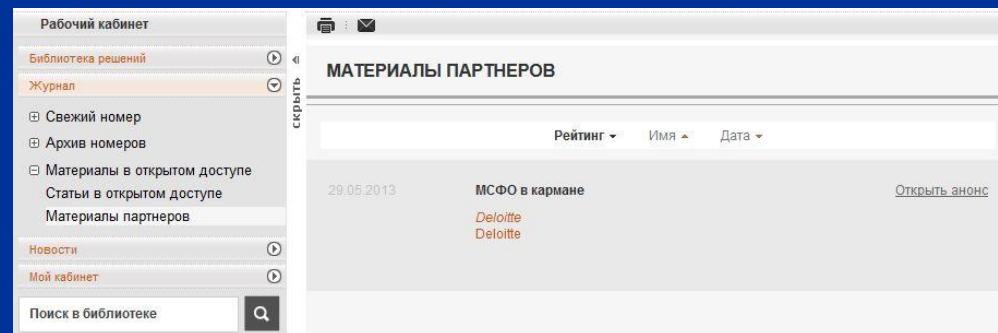 Рабочий кабинет
Библиотека решений
Журнал
Свежий номер
Архив номеров
Материалы в открытом доступе
Статьи в открытом доступе
Материалы партнеров
Новости
Мой кабинет
Поиск в библиотеке
скрыть
МАТЕРИАЛЫ ПАРТНЕРОВ
Рейтинг Имя Дата
29.05.2013 МСФО в кармане Открыть анонс
Deloitte
Deloitte